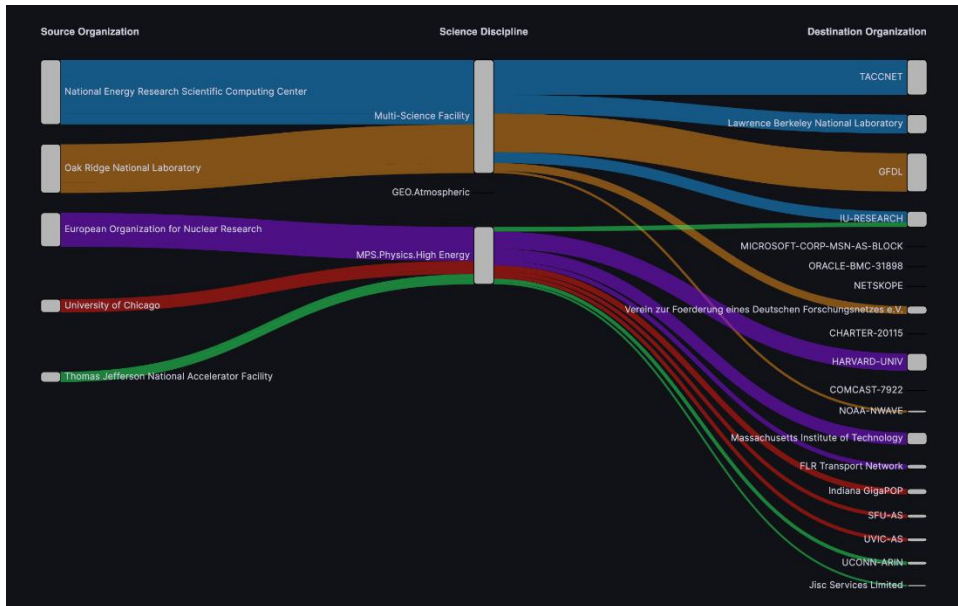 Source Organization
Science Discipline
Destination Organization
National Energy Research Scientific Computing Center
Oak Ridge National Laboratory
European Organization for Nuclear Research
University of Chicago
Thomas Jefferson National Accelerator Facility
Multi-Science Facility
GEO.Atmospheric
MPS.Physics.High Energy
TACCNET
Lawrence Berkeley National Laboratory
GFDL
IU-RESEARCH
MICROSOFT-CORP-MSN-AS-BLOCK
ORACLE-BMC-31898
NETSKOPE
Verein zur Foerderung eines Deutschen Forschungsnetzes e.V.
CHARTER-20115
HARVARD-UNIV
COMCAST-7922
NOAA-NWAVE
Massachusetts Institute of Technology
FLR Transport Network
Indiana GigaPOP
SFU-AS
UVIC-AS
UCONN-ARIN
Jisc Services Limited